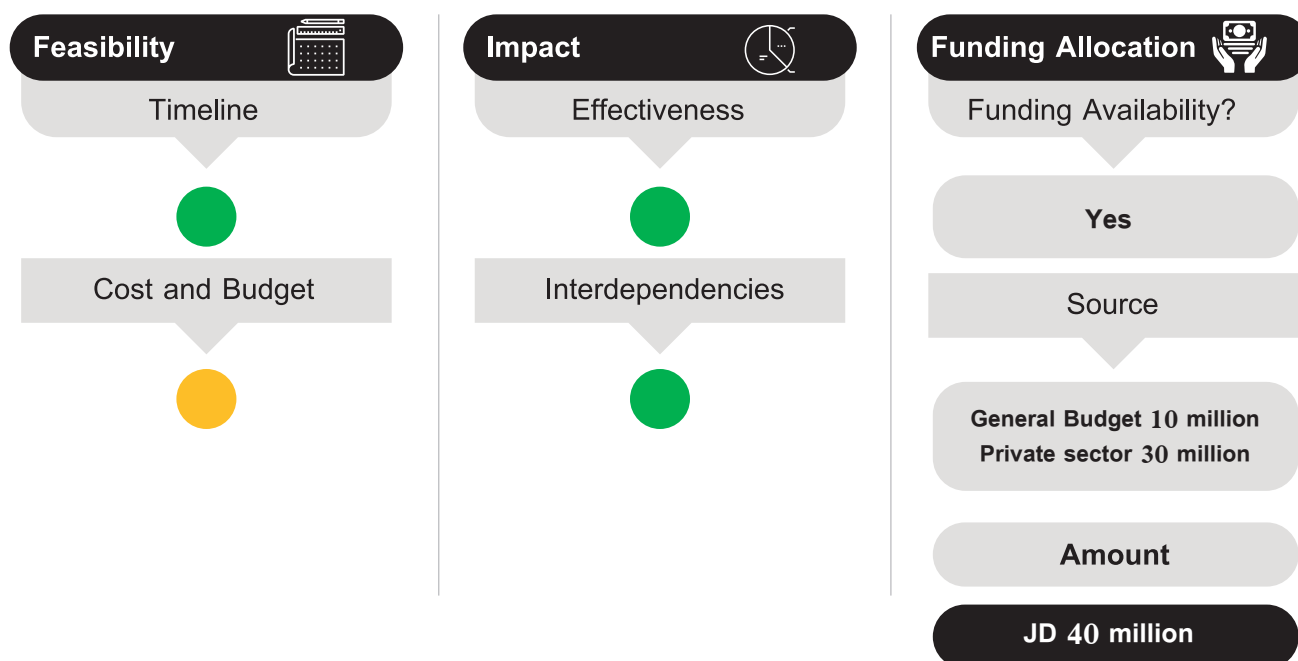 Feasibility
Timeline
Cost and Budget
Impact
Effectiveness
Interdependencies
Funding Allocation
Funding Availability?
Yes
Source
General Budget 10 million
Private sector 30 million
Amount
JD 40 million